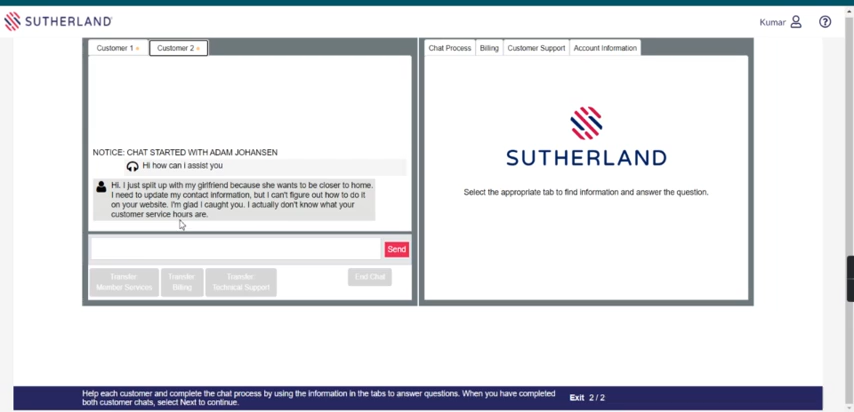 SUTHERLAND
Kumar
Customer 1
Customer 2
Chat Process
Billing
Customer Support
Account Information
NOTICE: CHAT STARTED WITH ADAM JOHANSEN
Hi how can I assist you
Hi. I just split up with my girlfriend because she wants to be closer to home.
I need to update my contact information, but I can't figure out how to do it
on your website. I'm glad I caught you. I actually don't know what your
customer service hours are.
Send
Transfer:
Member Services
Transfer
Billing
Transfer:
Technical Support
End Chat
SUTHERLAND
Select the appropriate tab to find information and answer the question.
Help each customer and complete the chat process by using the information in the tabs to answer questions. When you have completed
both customer chats, select Next to continue.
Exit 2 / 2